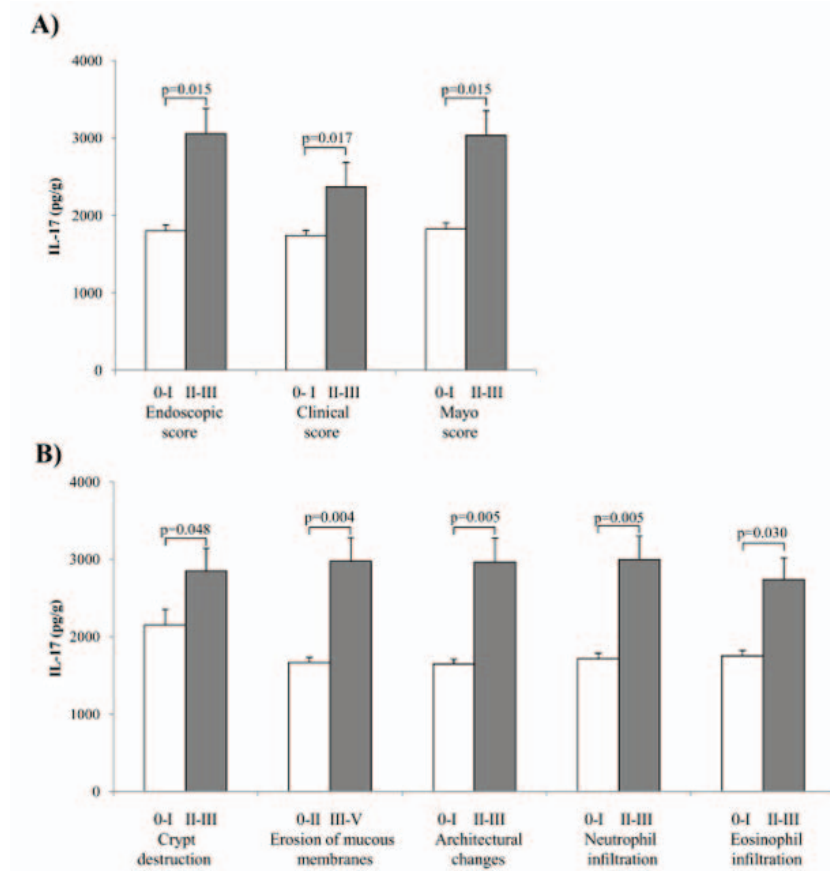 A)
4000
p=0.015
p=0.015
p=0.017
3000
IL-17 (pg/g)
2000
1000
0
0-I II-III 0- I II-III 0-I II-III
Endoscopic Clinical Mayo
score score score
B)
4000
p=0.048 p=0.004 p=0.005 p=0.005 p=0.030
3000
IL-17 (pg/g)
2000
1000
0
0-I II-III 0-II III-V 0-I II-III 0-I II-III 0-I II-III
Crypt Erosion of mucous Architectural Neutrophil Eosinophil
destruction membranes changes infiltration infiltration